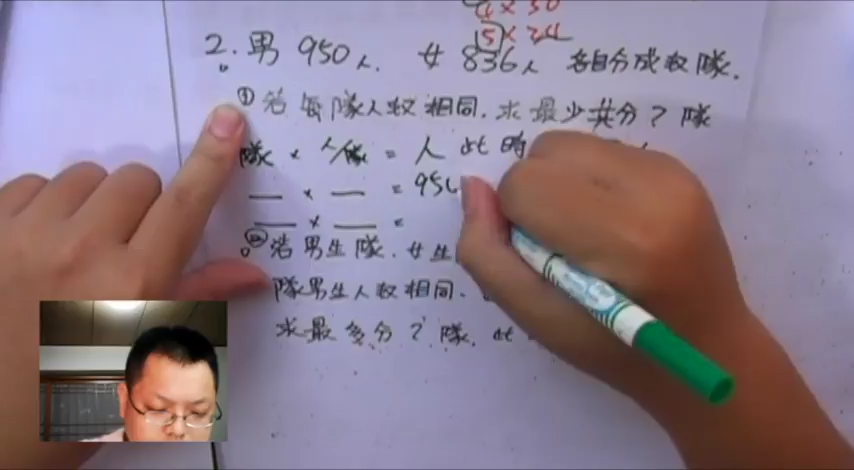 4 × 30
5 × 24
2. 男 950人. 女 836人 各自分成数隊.
① 若每隊人数相同. 求最少共分?隊
隊 × 人/隊 = 人 此時
__ × __ = 950
__ × __ =
② 若男生隊. 女生
隊男生人数相同.
求最多分?隊. 此